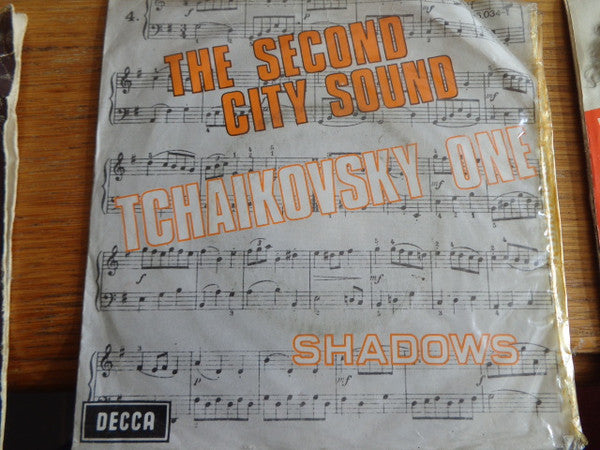 4.
THE SECOND
CITY SOUND
TCHAIKOVSKY ONE
SHADOWS
DECCA